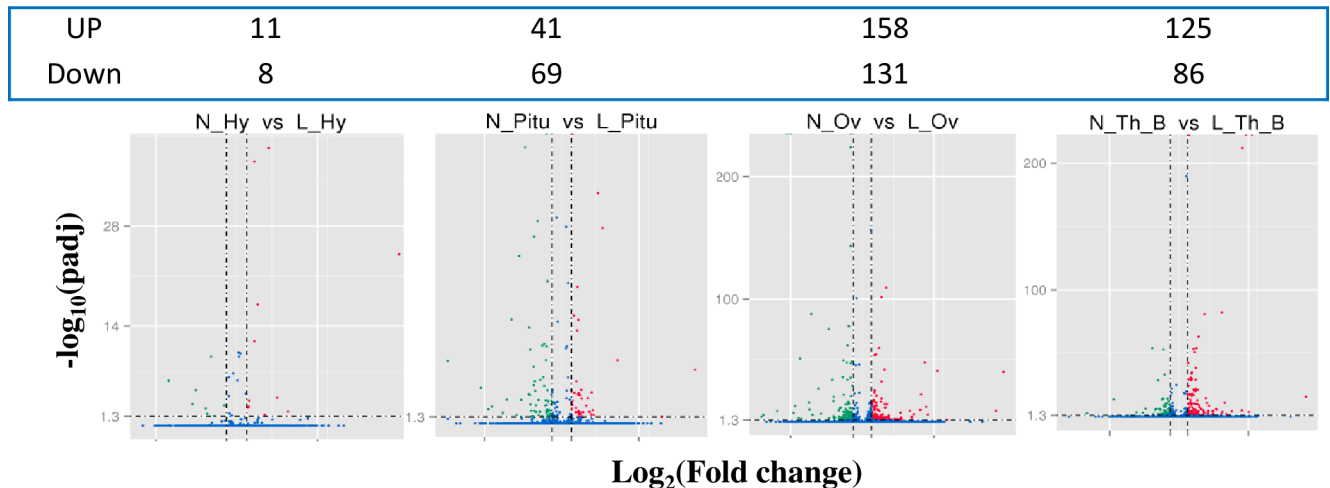 UP 11 41 158 125
Down 8 69 131 86
N_Hy vs L_Hy N_Pitu vs L_Pitu N_Ov vs L_Ov N_Th_B vs L_Th_B
-log10(padj)
28
14
1.3
1.3
200
100
1.3
200
100
1.3
Log2(Fold change)